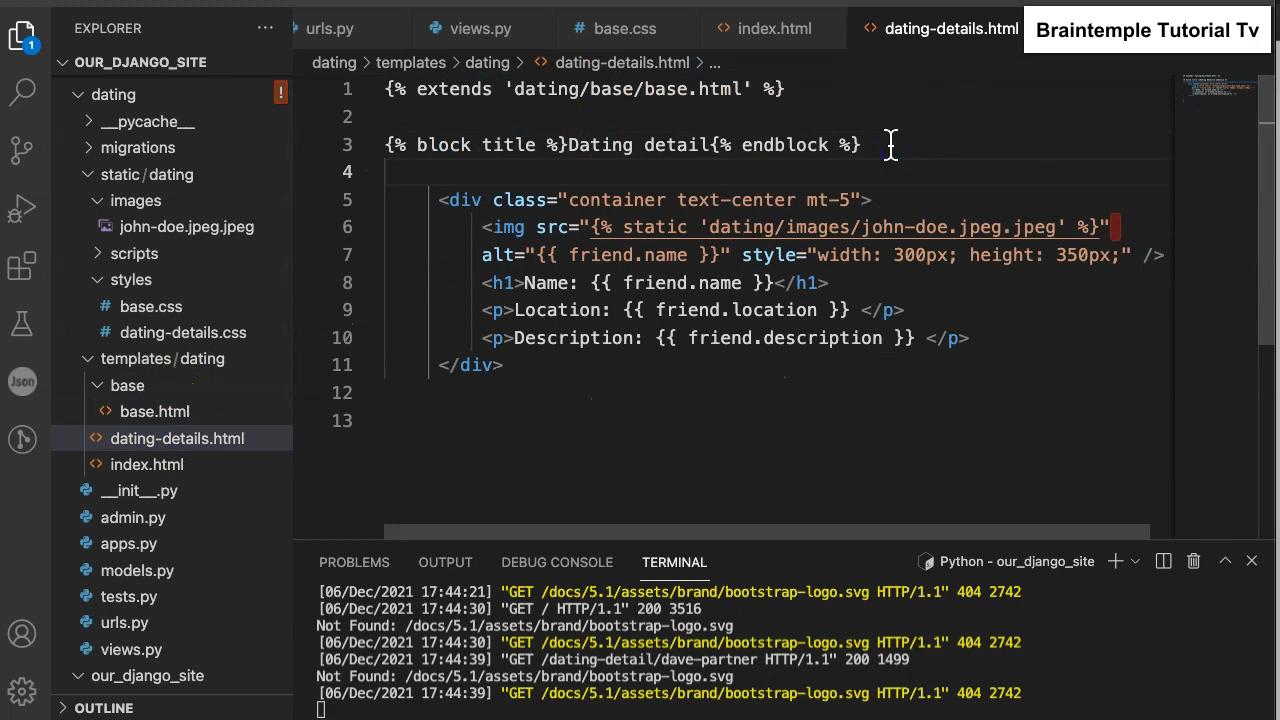 EXPLORER
···
urls.py
views.py
# base.css
<> index.html
<> dating-details.html
Braintemple Tutorial Tv
1
OUR_DJANGO_SITE
dating > templates > dating > <> dating-details.html > ...
dating
!
__pycache__
migrations
static / dating
images
john-doe.jpeg.jpeg
scripts
styles
# base.css
# dating-details.css
templates / dating
base
<> base.html
<> dating-details.html
<> index.html
__init__.py
admin.py
apps.py
models.py
tests.py
urls.py
views.py
our_django_site
OUTLINE
Json
1 {% extends 'dating/base/base.html' %}
2
3 {% block title %}Dating detail{% endblock %}
4
5 <div class="container text-center mt-5">
6 <img src="{% static 'dating/images/john-doe.jpeg.jpeg' %}"
7 alt="{{ friend.name }}" style="width: 300px; height: 350px;" />
8 <h1>Name: {{ friend.name }}</h1>
9 <p>Location: {{ friend.location }} </p>
10 <p>Description: {{ friend.description }} </p>
11 </div>
12
13
PROBLEMS OUTPUT DEBUG CONSOLE TERMINAL
Python - our_django_site
[06/Dec/2021 17:44:21] "GET /docs/5.1/assets/brand/bootstrap-logo.svg HTTP/1.1" 404 2742
[06/Dec/2021 17:44:30] "GET / HTTP/1.1" 200 3516
Not Found: /docs/5.1/assets/brand/bootstrap-logo.svg
[06/Dec/2021 17:44:30] "GET /docs/5.1/assets/brand/bootstrap-logo.svg HTTP/1.1" 404 2742
[06/Dec/2021 17:44:39] "GET /dating-detail/dave-partner HTTP/1.1" 200 1499
Not Found: /docs/5.1/assets/brand/bootstrap-logo.svg
[06/Dec/2021 17:44:39] "GET /docs/5.1/assets/brand/bootstrap-logo.svg HTTP/1.1" 404 2742